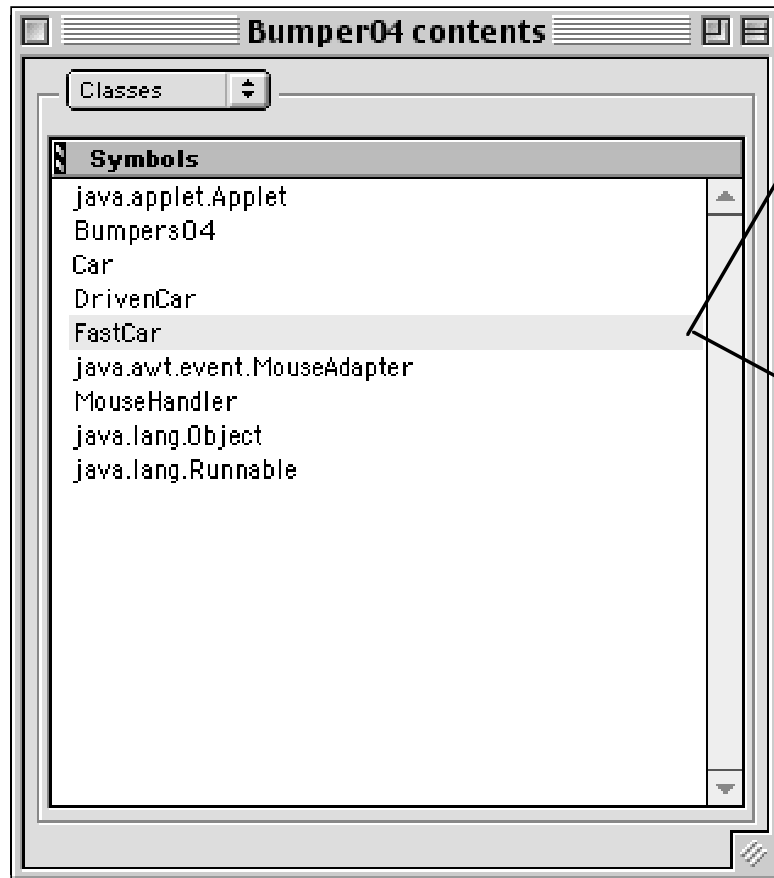 Bumper04 contents
Classes
Symbols
java.applet.Applet
Bumpers04
Car
DrivenCar
FastCar
java.awt.event.MouseAdapter
MouseHandler
java.lang.Object
java.lang.Runnable